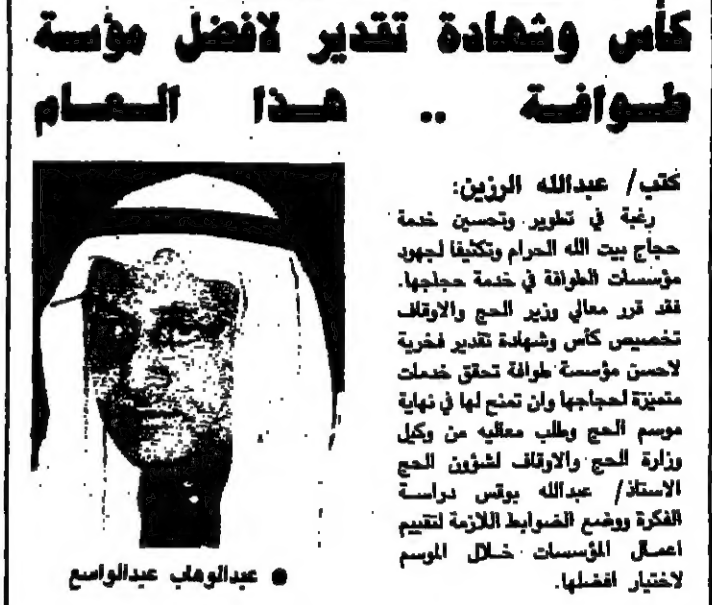 كأس وشهادة تقدير لافضل مؤسسة
طوافة .. هذا العام
كتب/ عبدالله الرزين:
رغبة في تطوير وتحسين خدمة
حجاج بيت الله الحرام وتكثيفا لجهود
مؤسسات الطوافة في خدمة حجاجها.
فقد قرر معالي وزير الحج والاوقاف
تخصيص كأس وشهادة تقدير فخرية
لاحسن مؤسسة طوافة تحقق خدمات
متميزة لحجاجها وان تمنح لها في نهاية
موسم الحج وطلب معاليه من وكيل
وزارة الحج والاوقاف لشؤون الحج
الاستاذ/ عبدالله بوقس دراسة
الفكرة ووضع الضوابط اللازمة لتقييم
اعمال المؤسسات خلال الموسم
لاختيار افضلها.
● عبدالوهاب عبدالواسع